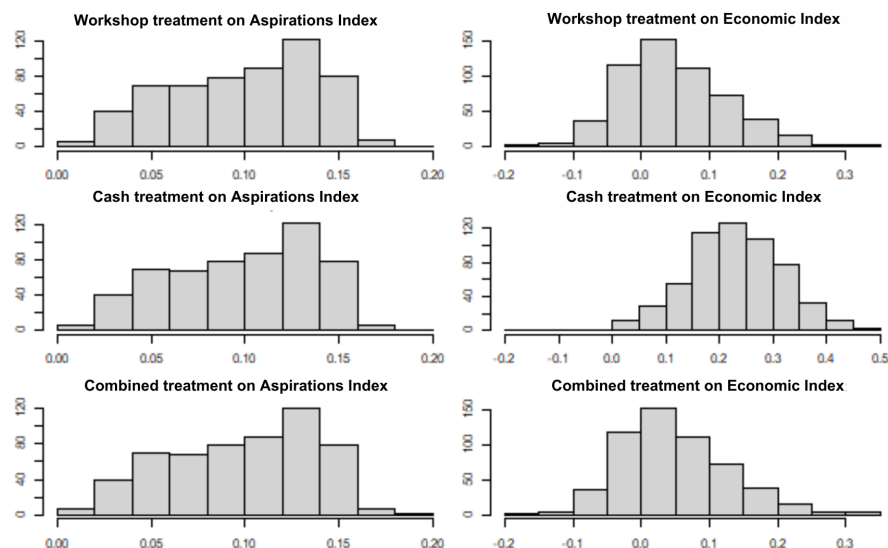 Workshop treatment on Aspirations Index
120
80
40
0
0.00 0.05 0.10 0.15 0.20
Workshop treatment on Economic Index
150
100
50
0
-0.2 -0.1 0.0 0.1 0.2 0.3
Cash treatment on Aspirations Index
120
80
40
0
0.00 0.05 0.10 0.15 0.20
Cash treatment on Economic Index
120
80
40
0
-0.2 -0.1 0.0 0.1 0.2 0.3 0.4 0.5
Combined treatment on Aspirations Index
120
80
40
0
0.00 0.05 0.10 0.15 0.20
Combined treatment on Economic Index
150
100
50
0
-0.2 -0.1 0.0 0.1 0.2 0.3